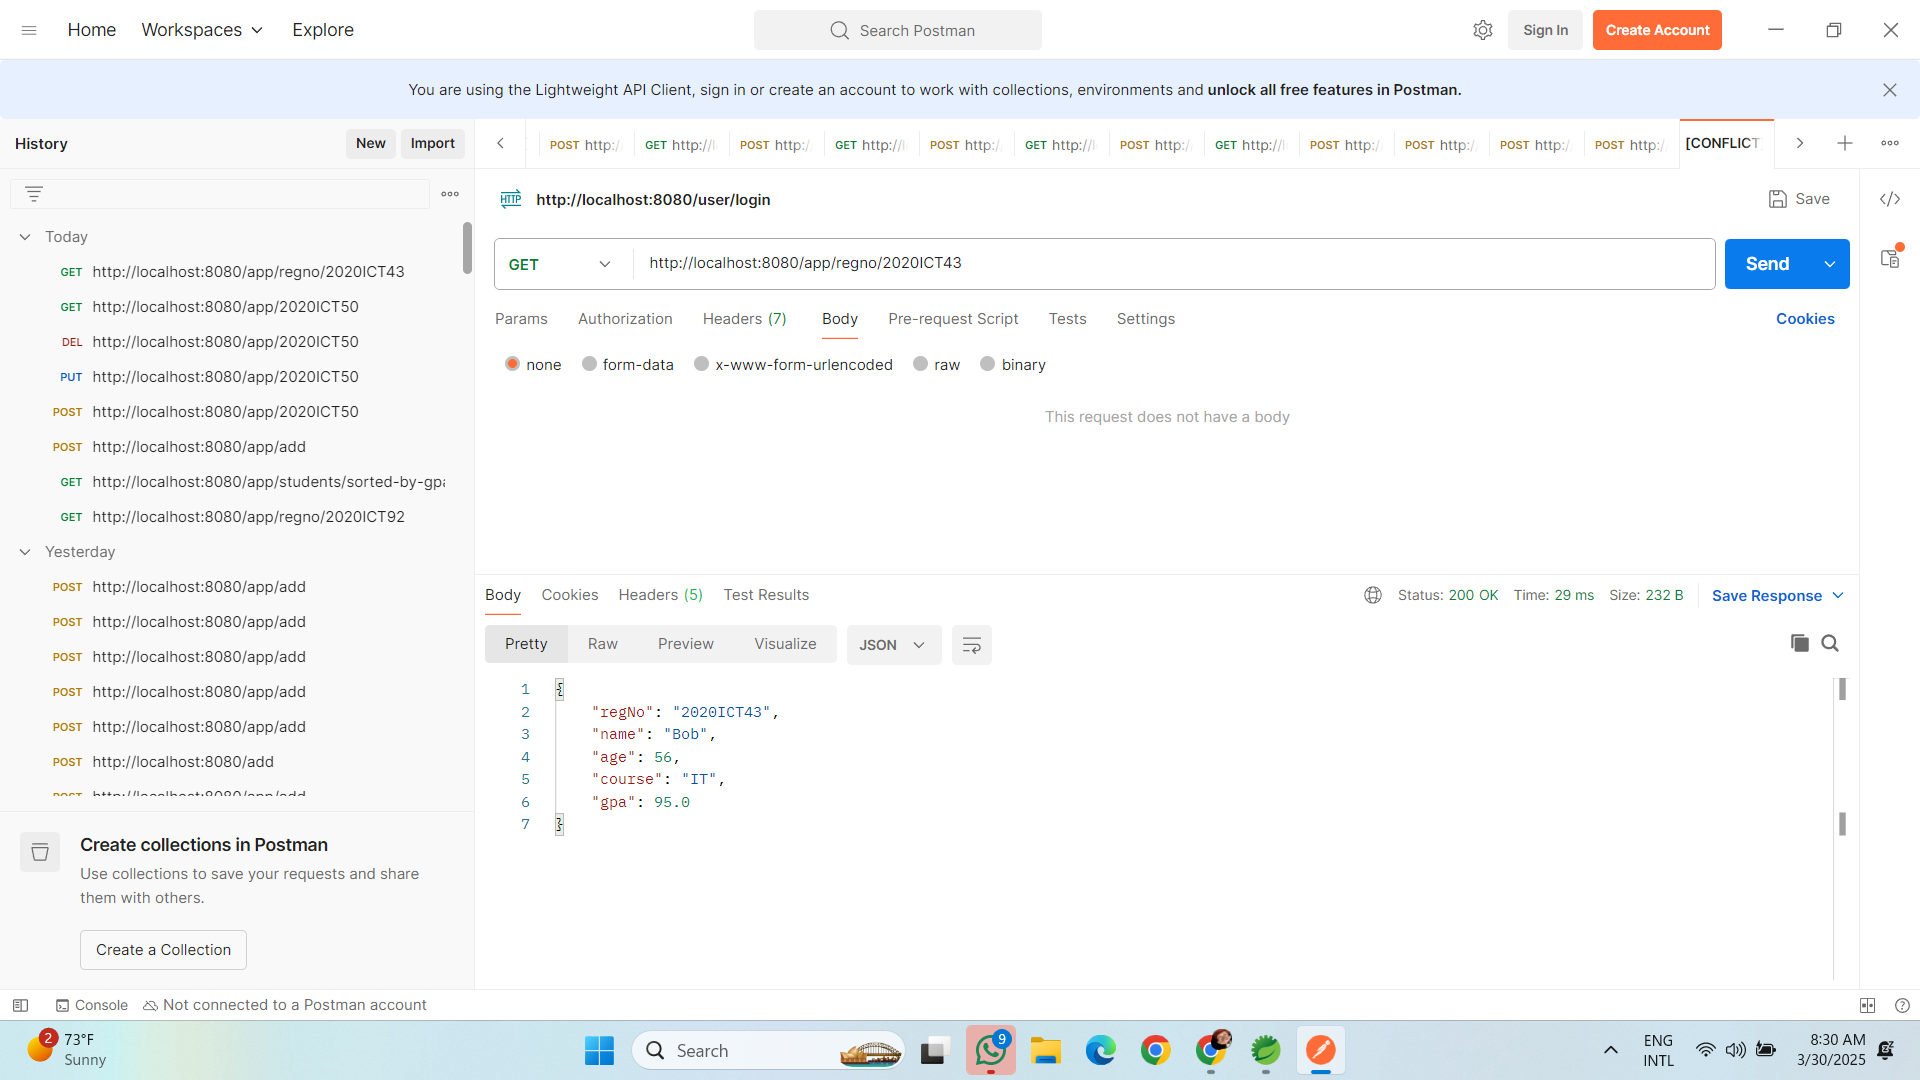 Home
Workspaces
Explore
Search Postman
Sign In
Create Account
You are using the Lightweight API Client, sign in or create an account to work with collections, environments and unlock all free features in Postman.
History
New
Import
POST http:/
GET http://l
POST http:/
GET http://l
POST http:/
GET http://l
POST http:/
GET http://l
POST http:/
POST http:/
POST http:/
POST http:/
[CONFLICT
Today
GET http://localhost:8080/app/regno/2020ICT43
GET http://localhost:8080/app/2020ICT50
DEL http://localhost:8080/app/2020ICT50
PUT http://localhost:8080/app/2020ICT50
POST http://localhost:8080/app/2020ICT50
POST http://localhost:8080/app/add
GET http://localhost:8080/app/students/sorted-by-gpa
GET http://localhost:8080/app/regno/2020ICT92
Yesterday
POST http://localhost:8080/app/add
POST http://localhost:8080/app/add
POST http://localhost:8080/app/add
POST http://localhost:8080/app/add
POST http://localhost:8080/app/add
POST http://localhost:8080/add
POST http://localhost:8080/app/add
Create collections in Postman
Use collections to save your requests and share
them with others.
Create a Collection
HTTP http://localhost:8080/user/login
Save
GET
http://localhost:8080/app/regno/2020ICT43
Send
Params
Authorization
Headers (7)
Body
Pre-request Script
Tests
Settings
Cookies
none
form-data
x-www-form-urlencoded
raw
binary
This request does not have a body
Body
Cookies
Headers (5)
Test Results
Status: 200 OK
Time: 29 ms
Size: 232 B
Save Response
Pretty
Raw
Preview
Visualize
JSON
1 {
2 "regNo": "2020ICT43",
3 "name": "Bob",
4 "age": 56,
5 "course": "IT",
6 "gpa": 95.0
7 }
Console
Not connected to a Postman account
2
73°F
Sunny
Search
9
ENG
INTL
8:30 AM
3/30/2025